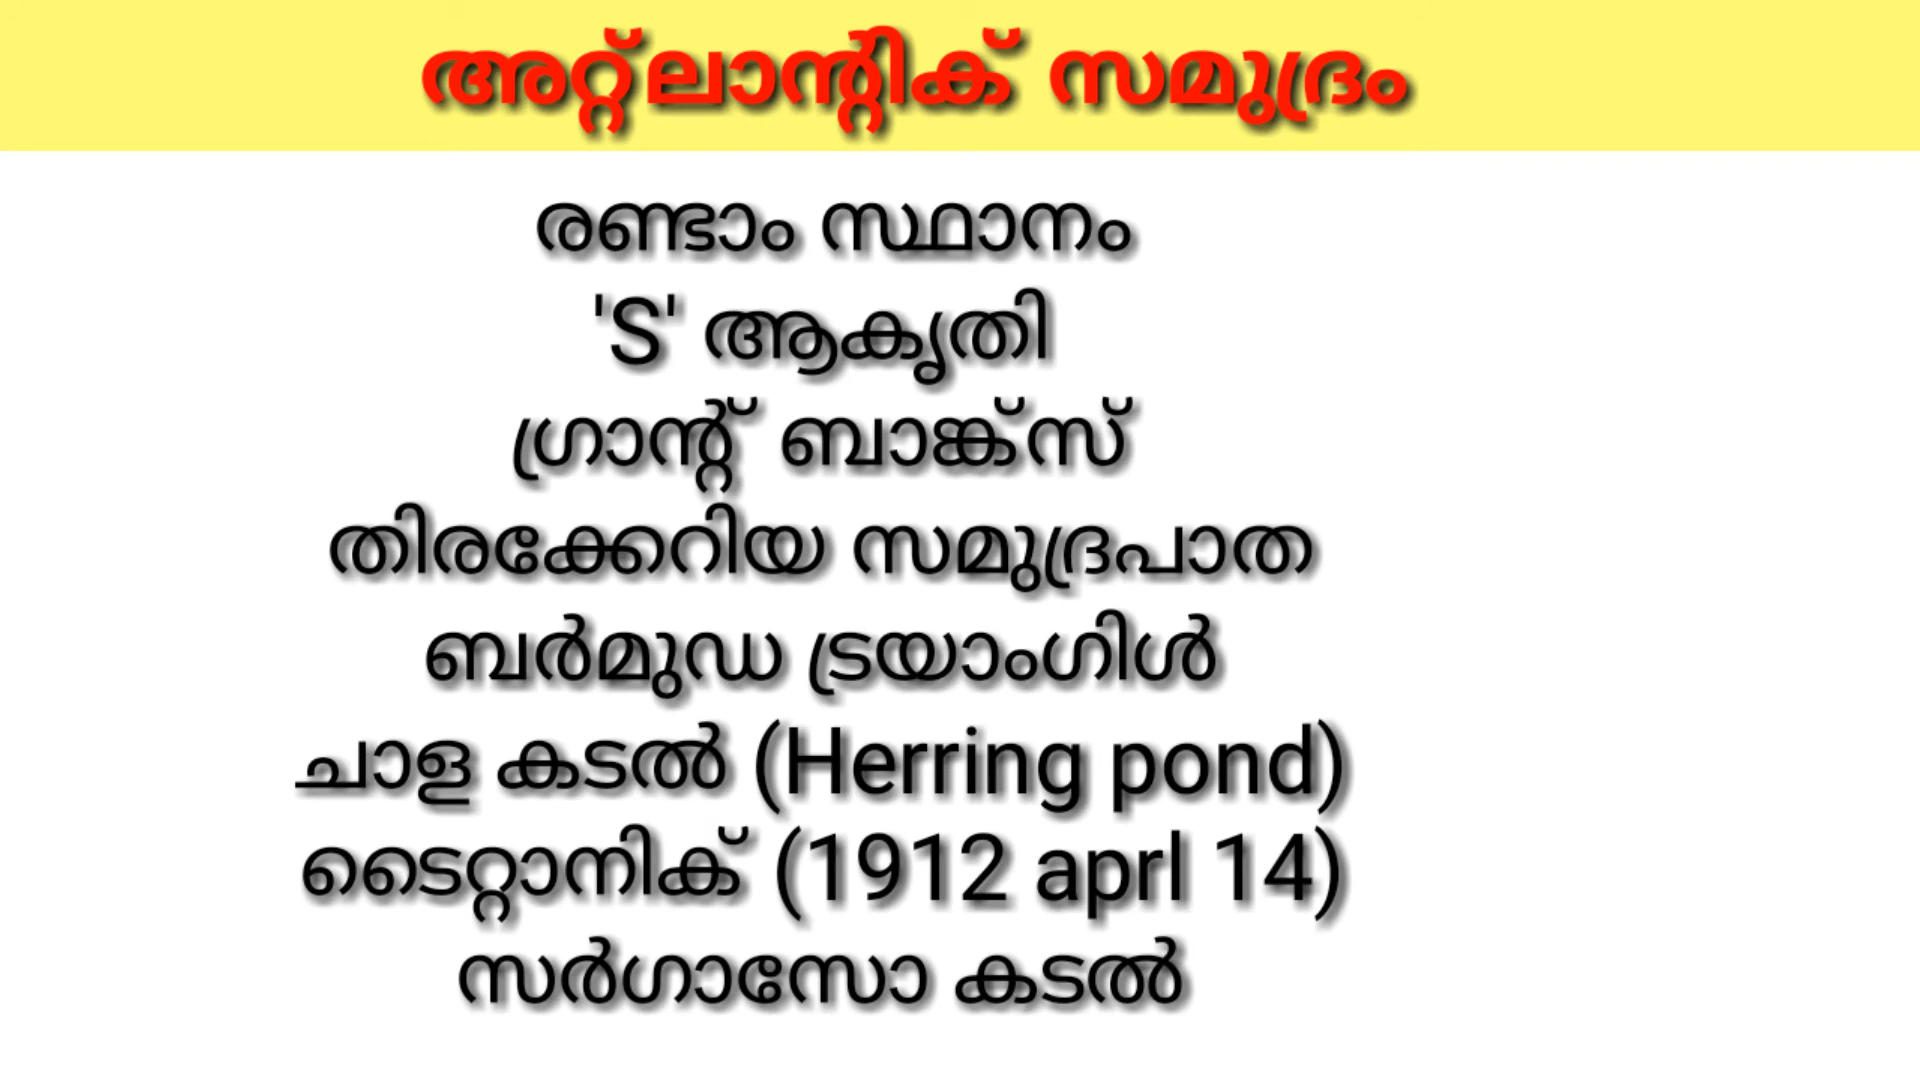 അറ്റ്ലാന്റിക് സമുദ്രം
രണ്ടാം സ്ഥാനം
'S' ആകൃതി
ഗ്രാന്റ് ബാങ്ക്സ്
തിരക്കേറിയ സമുദ്രപാത
ബർമുഡ ട്രയാംഗിൾ
ചാള കടൽ (Herring pond)
ടൈറ്റാനിക് (1912 aprl 14)
സർഗാസോ കടൽ